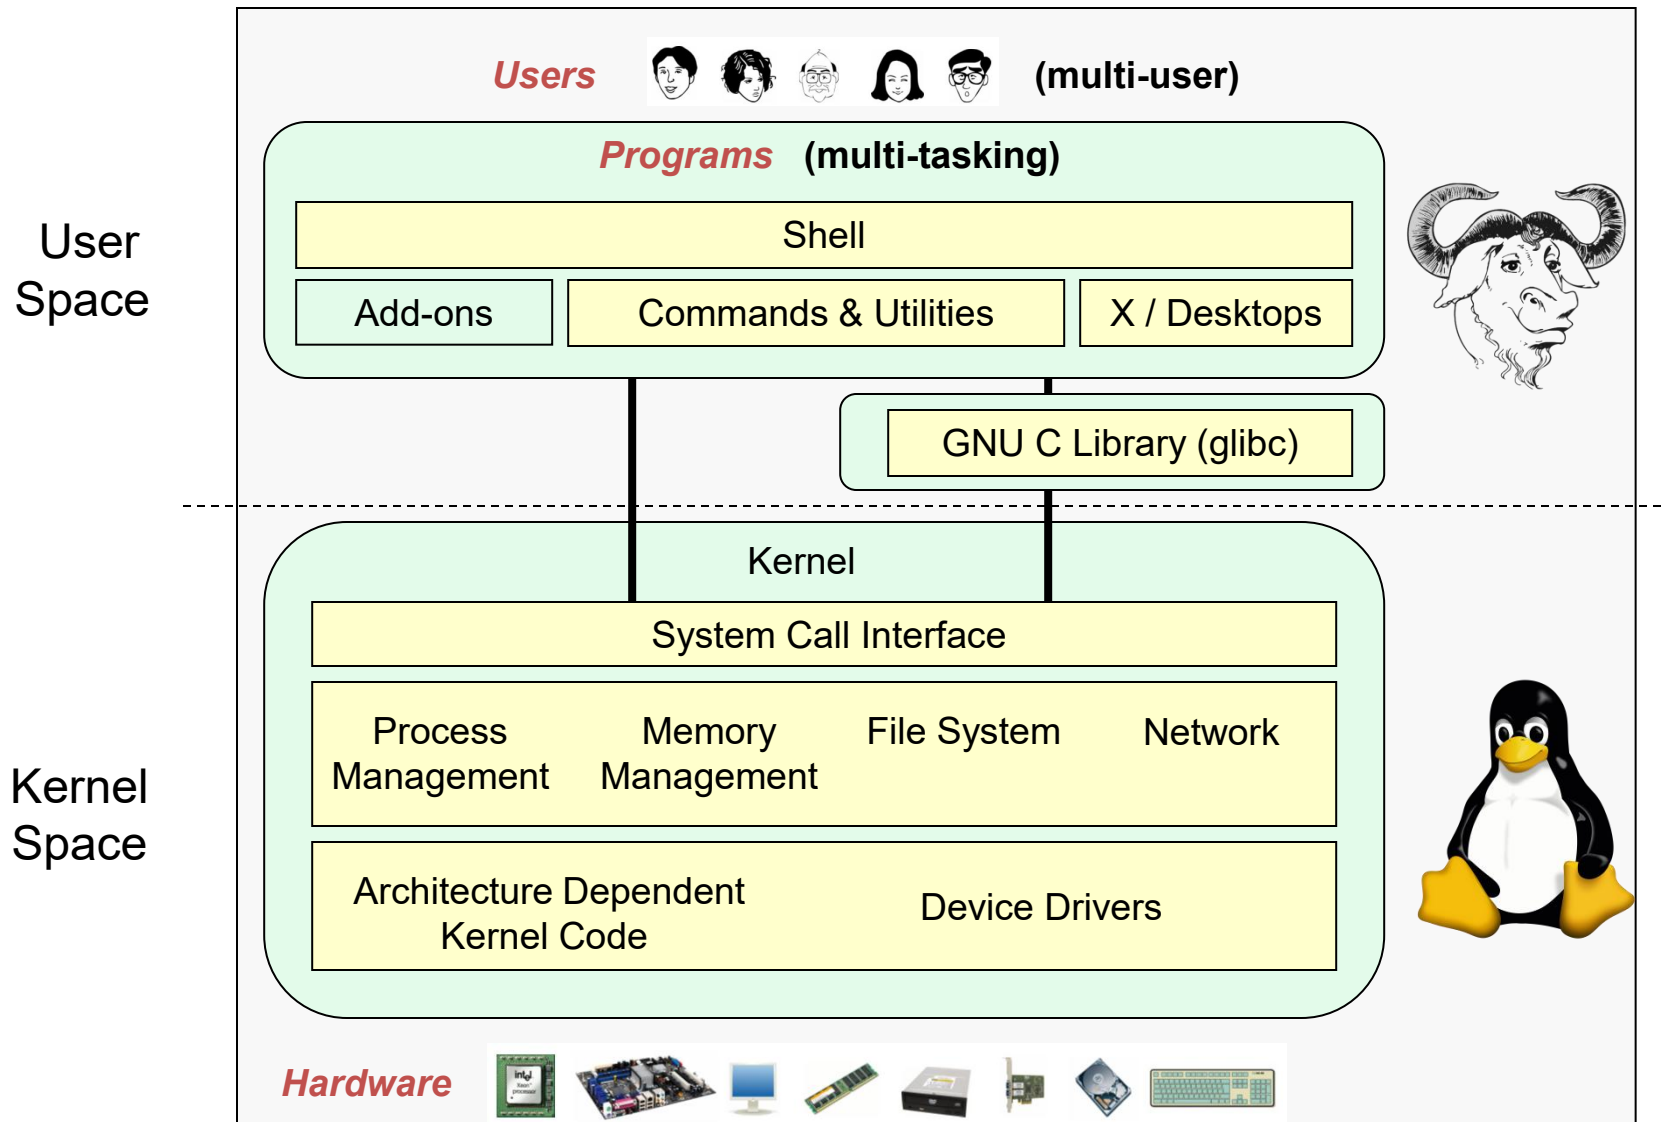 Users (multi-user)
Programs (multi-tasking)
Shell
Add-ons
Commands & Utilities
X / Desktops
User
Space
GNU C Library (glibc)
Kernel
System Call Interface
Process
Management
Memory
Management
File System
Network
Kernel
Space
Architecture Dependent
Kernel Code
Device Drivers
Hardware
intel